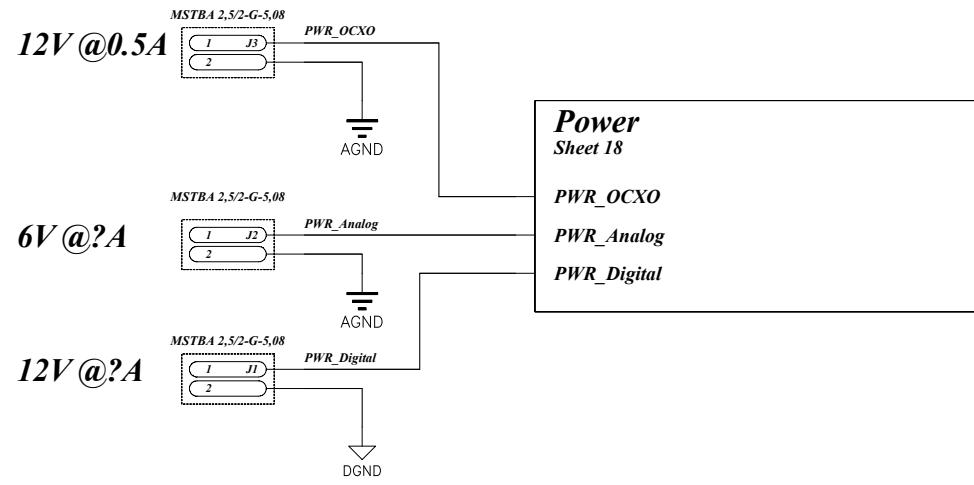 MSTBA 2,5/2-G-5,08
12V @0.5A
1 J3
2
PWR_OCXO
AGND
Power
Sheet 18
PWR_OCXO
PWR_Analog
PWR_Digital
MSTBA 2,5/2-G-5,08
6V @?A
1 J2
2
PWR_Analog
AGND
MSTBA 2,5/2-G-5,08
12V @?A
1 J1
2
PWR_Digital
DGND